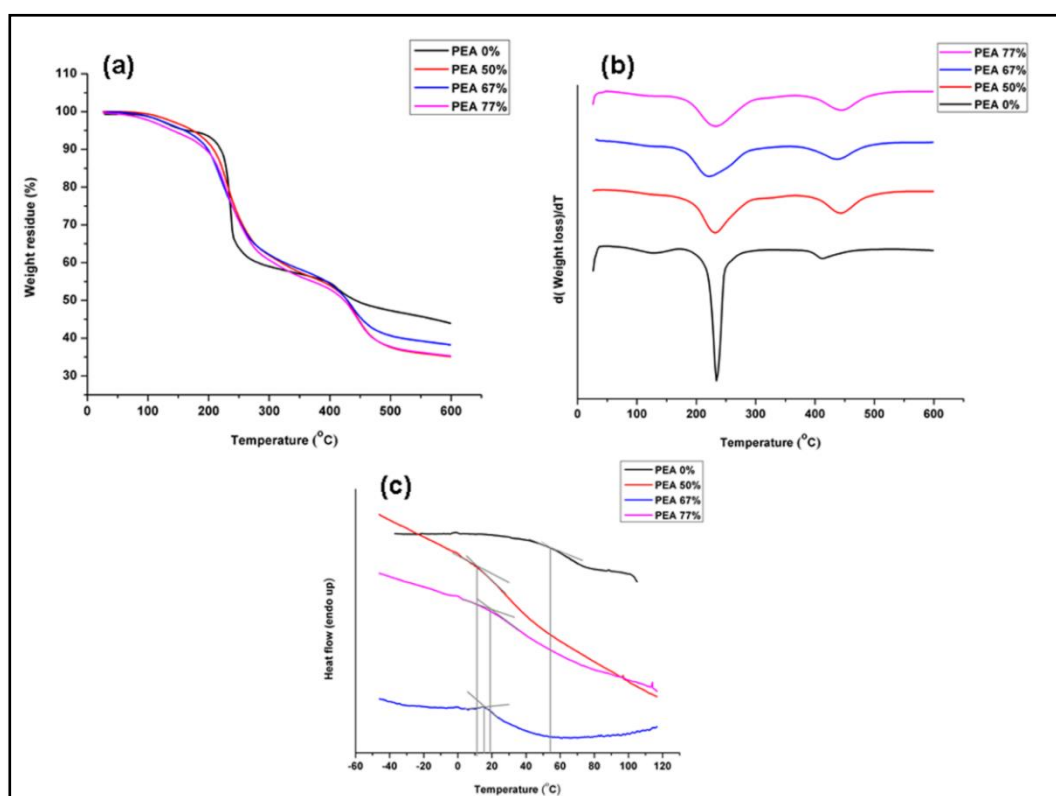 (a)
PEA 0%
PEA 50%
PEA 67%
PEA 77%
110
100
90
80
70
60
50
40
30
Weight residue (%)
0 100 200 300 400 500 600
Temperature (°C)
(b)
PEA 77%
PEA 67%
PEA 50%
PEA 0%
d( Weight loss)/dT
0 100 200 300 400 500 600
Temperature (°C)
(c)
PEA 0%
PEA 50%
PEA 67%
PEA 77%
Heat flow (endo up)
-60 -40 -20 0 20 40 60 80 100 120
Temperature (°C)